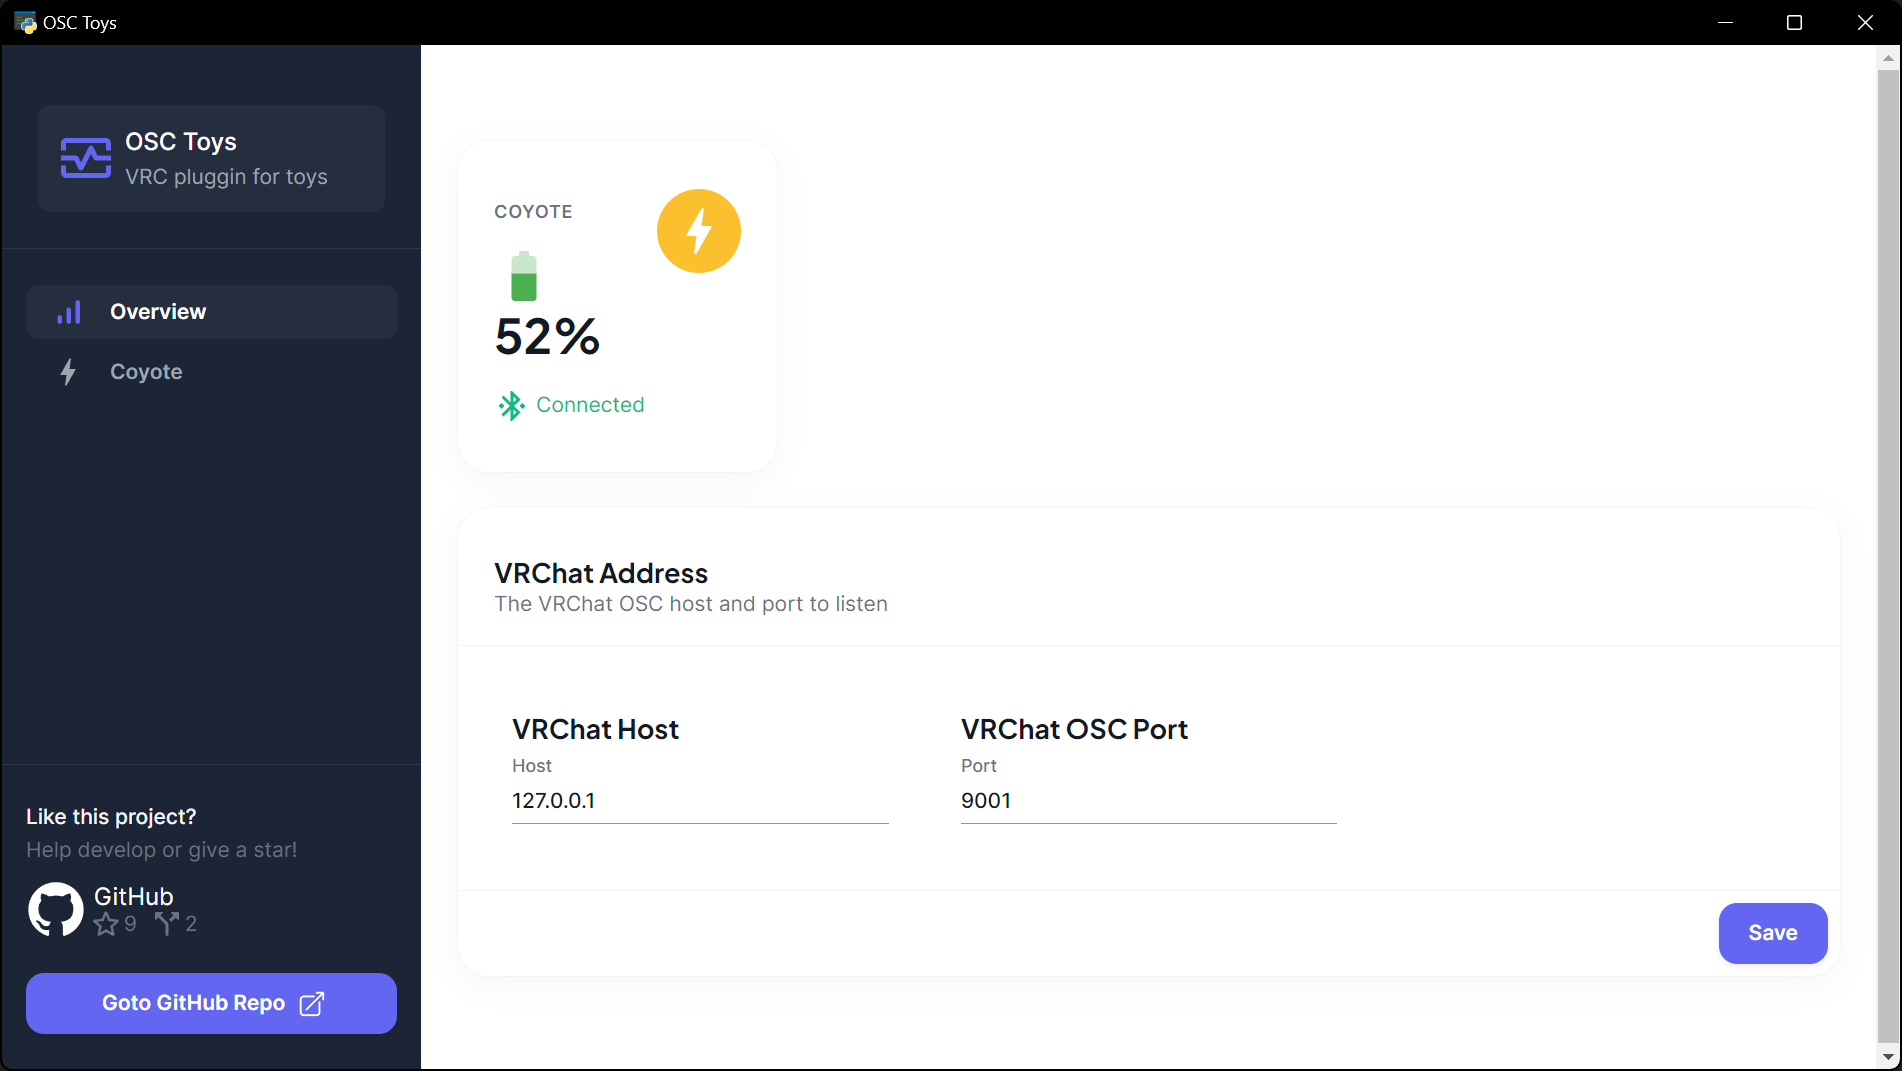 OSC Toys
OSC Toys
VRC pluggin for toys
Overview
Coyote
Like this project?
Help develop or give a star!
GitHub
9 2
Goto GitHub Repo
COYOTE
52%
Connected
VRChat Address
The VRChat OSC host and port to listen
VRChat Host
Host
127.0.0.1
VRChat OSC Port
Port
9001
Save